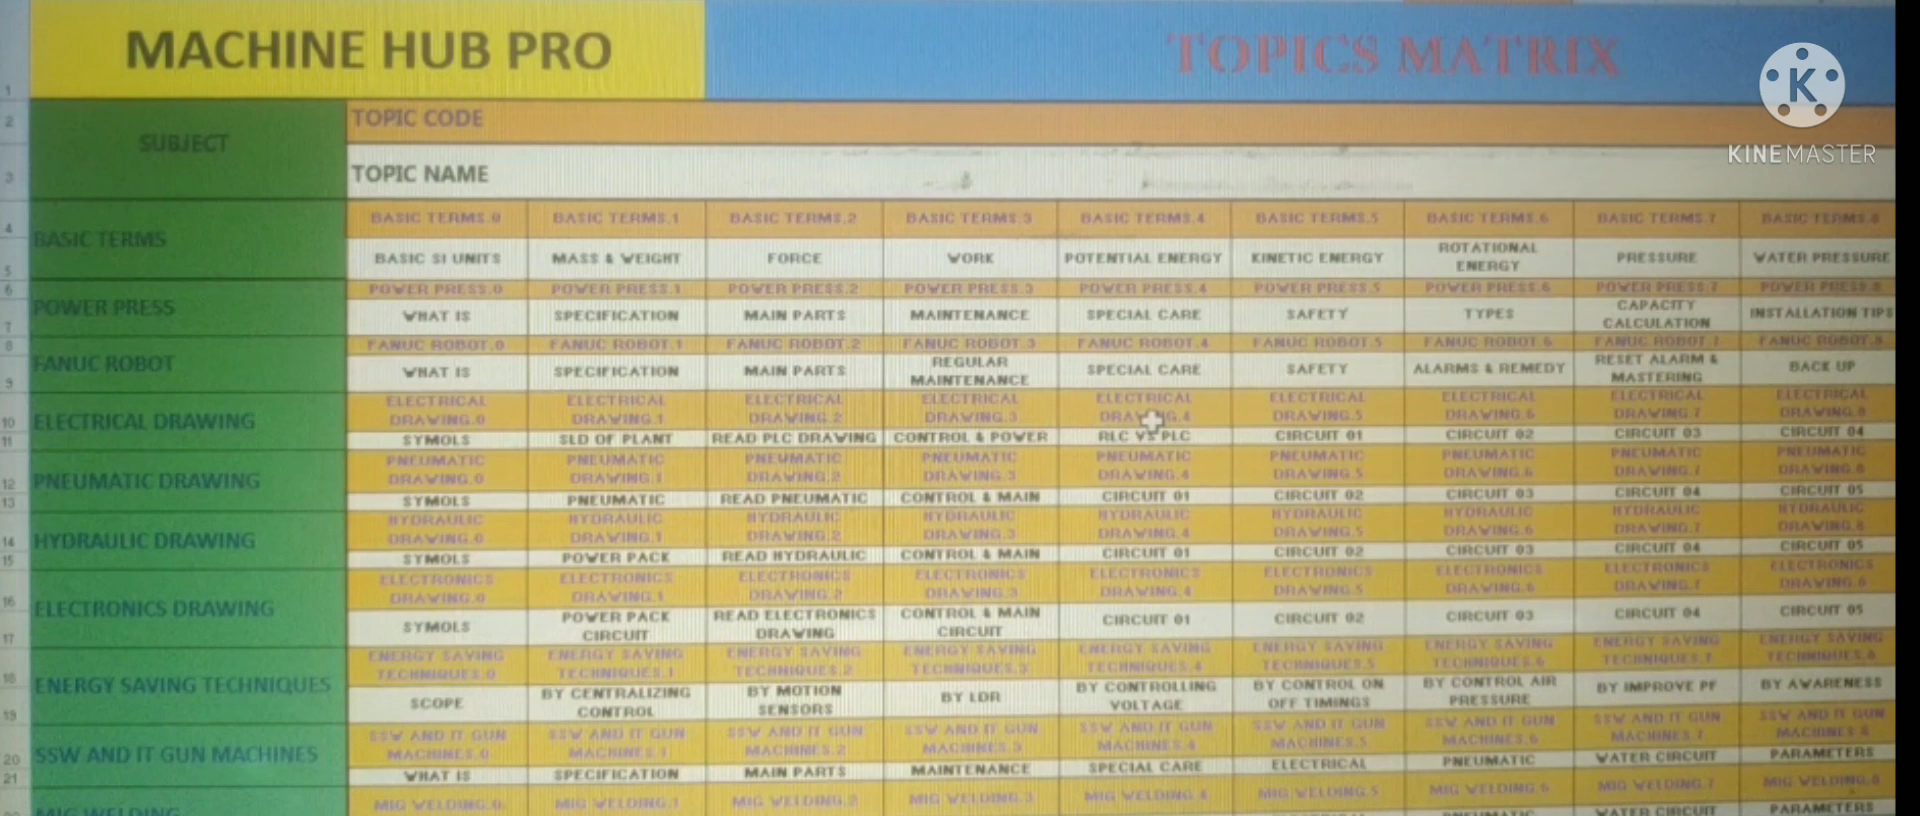 MACHINE HUB PRO
TOPICS MATRIX
K
KINEMASTER
1
2 SUBJECT TOPIC CODE
3 TOPIC NAME
4 BASIC TERMS BASIC TERMS.0 BASIC TERMS.1 BASIC TERMS.2 BASIC TERMS.3 BASIC TERMS.4 BASIC TERMS.5 BASIC TERMS.6 BASIC TERMS.7 BASIC TERMS.8
5 BASIC SI UNITS MASS & WEIGHT FORCE WORK POTENTIAL ENERGY KINETIC ENERGY ROTATIONAL ENERGY PRESSURE WATER PRESSURE
6 POWER PRESS POWER PRESS.0 POWER PRESS.1 POWER PRESS.2 POWER PRESS.3 POWER PRESS.4 POWER PRESS.5 POWER PRESS.6 POWER PRESS.7 POWER PRESS.8
7 WHAT IS SPECIFICATION MAIN PARTS MAINTENANCE SPECIAL CARE SAFETY TYPES CAPACITY CALCULATION INSTALLATION TIPS
8 FANUC ROBOT FANUC ROBOT.0 FANUC ROBOT.1 FANUC ROBOT.2 FANUC ROBOT.3 FANUC ROBOT.4 FANUC ROBOT.5 FANUC ROBOT.6 FANUC ROBOT.7 FANUC ROBOT.8
9 WHAT IS SPECIFICATION MAIN PARTS REGULAR MAINTENANCE SPECIAL CARE SAFETY ALARMS & REMEDY RESET ALARM & MASTERING BACK UP
10 ELECTRICAL DRAWING ELECTRICAL DRAWING.0 ELECTRICAL DRAWING.1 ELECTRICAL DRAWING.2 ELECTRICAL DRAWING.3 ELECTRICAL DRAWING.4 ELECTRICAL DRAWING.5 ELECTRICAL DRAWING.6 ELECTRICAL DRAWING.7 ELECTRICAL DRAWING.8
11 SYMOLS SLD OF PLANT READ PLC DRAWING CONTROL & POWER RLC VS PLC CIRCUIT 01 CIRCUIT 02 CIRCUIT 03 CIRCUIT 04
12 PNEUMATIC DRAWING PNEUMATIC DRAWING.0 PNEUMATIC DRAWING.1 PNEUMATIC DRAWING.2 PNEUMATIC DRAWING.3 PNEUMATIC DRAWING.4 PNEUMATIC DRAWING.5 PNEUMATIC DRAWING.6 PNEUMATIC DRAWING.7 PNEUMATIC DRAWING.8
13 SYMOLS PNEUMATIC READ PNEUMATIC CONTROL & MAIN CIRCUIT 01 CIRCUIT 02 CIRCUIT 03 CIRCUIT 04 CIRCUIT 05
14 HYDRAULIC DRAWING HYDRAULIC DRAWING.0 HYDRAULIC DRAWING.1 HYDRAULIC DRAWING.2 HYDRAULIC DRAWING.3 HYDRAULIC DRAWING.4 HYDRAULIC DRAWING.5 HYDRAULIC DRAWING.6 HYDRAULIC DRAWING.7 HYDRAULIC DRAWING.8
15 SYMOLS POWER PACK READ HYDRAULIC CONTROL & MAIN CIRCUIT 01 CIRCUIT 02 CIRCUIT 03 CIRCUIT 04 CIRCUIT 05
16 ELECTRONICS DRAWING ELECTRONICS DRAWING.0 ELECTRONICS DRAWING.1 ELECTRONICS DRAWING.2 ELECTRONICS DRAWING.3 ELECTRONICS DRAWING.4 ELECTRONICS DRAWING.5 ELECTRONICS DRAWING.6 ELECTRONICS DRAWING.7 ELECTRONICS DRAWING.8
17 SYMOLS POWER PACK CIRCUIT READ ELECTRONICS DRAWING CONTROL & MAIN CIRCUIT CIRCUIT 01 CIRCUIT 02 CIRCUIT 03 CIRCUIT 04 CIRCUIT 05
18 ENERGY SAVING TECHNIQUES ENERGY SAVING TECHNIQUES.0 ENERGY SAVING TECHNIQUES.1 ENERGY SAVING TECHNIQUES.2 ENERGY SAVING TECHNIQUES.3 ENERGY SAVING TECHNIQUES.4 ENERGY SAVING TECHNIQUES.5 ENERGY SAVING TECHNIQUES.6 ENERGY SAVING TECHNIQUES.7 ENERGY SAVING TECHNIQUES.8
19 SCOPE BY CENTRALIZING CONTROL BY MOTION SENSORS BY LDR BY CONTROLLING VOLTAGE BY CONTROL ON OFF TIMINGS BY CONTROL AIR PRESSURE BY IMPROVE PF BY AWARENESS
20 SSW AND IT GUN MACHINES SSW AND IT GUN MACHINES.0 SSW AND IT GUN MACHINES.1 SSW AND IT GUN MACHINES.2 SSW AND IT GUN MACHINES.3 SSW AND IT GUN MACHINES.4 SSW AND IT GUN MACHINES.5 SSW AND IT GUN MACHINES.6 SSW AND IT GUN MACHINES.7 SSW AND IT GUN MACHINES.8
21 WHAT IS SPECIFICATION MAIN PARTS MAINTENANCE SPECIAL CARE ELECTRICAL PNEUMATIC WATER CIRCUIT PARAMETERS
MIG WELDING MIG WELDING.0 MIG WELDING.1 MIG WELDING.2 MIG WELDING.3 MIG WELDING.4 MIG WELDING.5 MIG WELDING.6 MIG WELDING.7 MIG WELDING.8
WATER CIRCUIT PARAMETERS